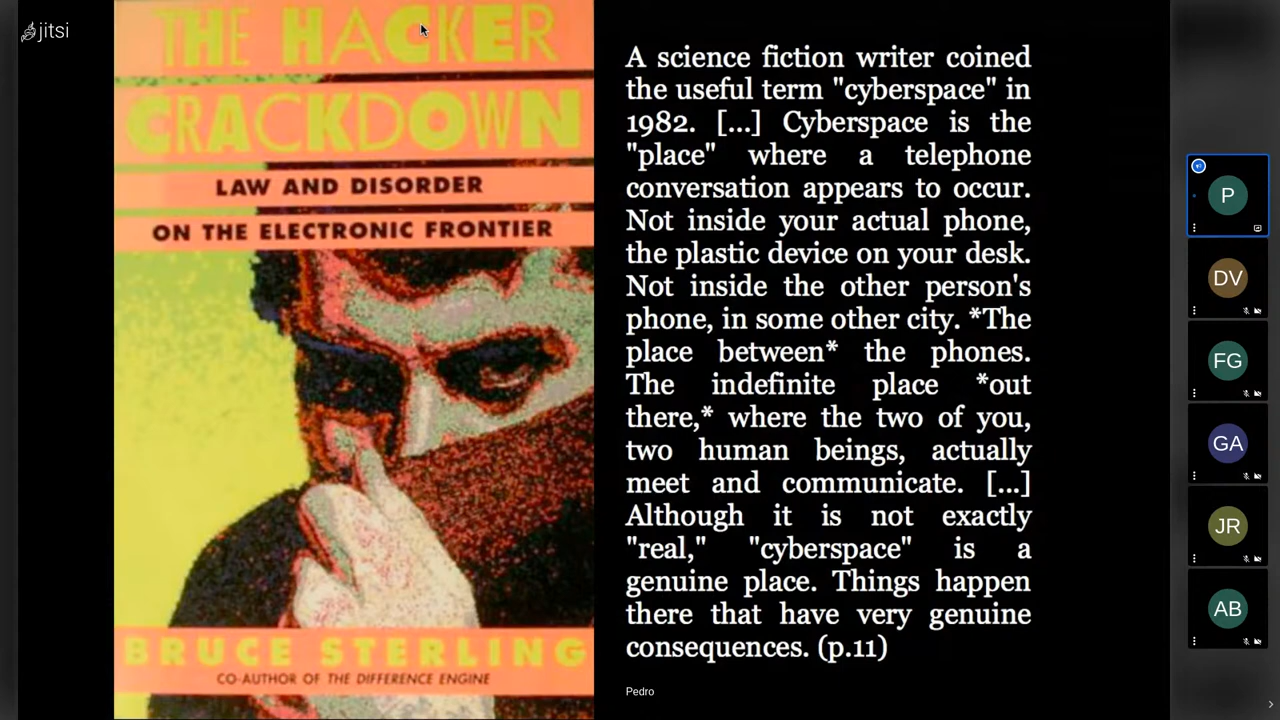 jitsi
THE HACKER
CRACKDOWN
LAW AND DISORDER
ON THE ELECTRONIC FRONTIER
BRUCE STERLING
CO-AUTHOR OF THE DIFFERENCE ENGINE
A science fiction writer coined
the useful term "cyberspace" in
1982. [...] Cyberspace is the
"place" where a telephone
conversation appears to occur.
Not inside your actual phone,
the plastic device on your desk.
Not inside the other person's
phone, in some other city. *The
place between* the phones.
The indefinite place *out
there,* where the two of you,
two human beings, actually
meet and communicate. [...]
Although it is not exactly
"real," "cyberspace" is a
genuine place. Things happen
there that have very genuine
consequences. (p.11)
Pedro
P
DV
FG
GA
JR
AB